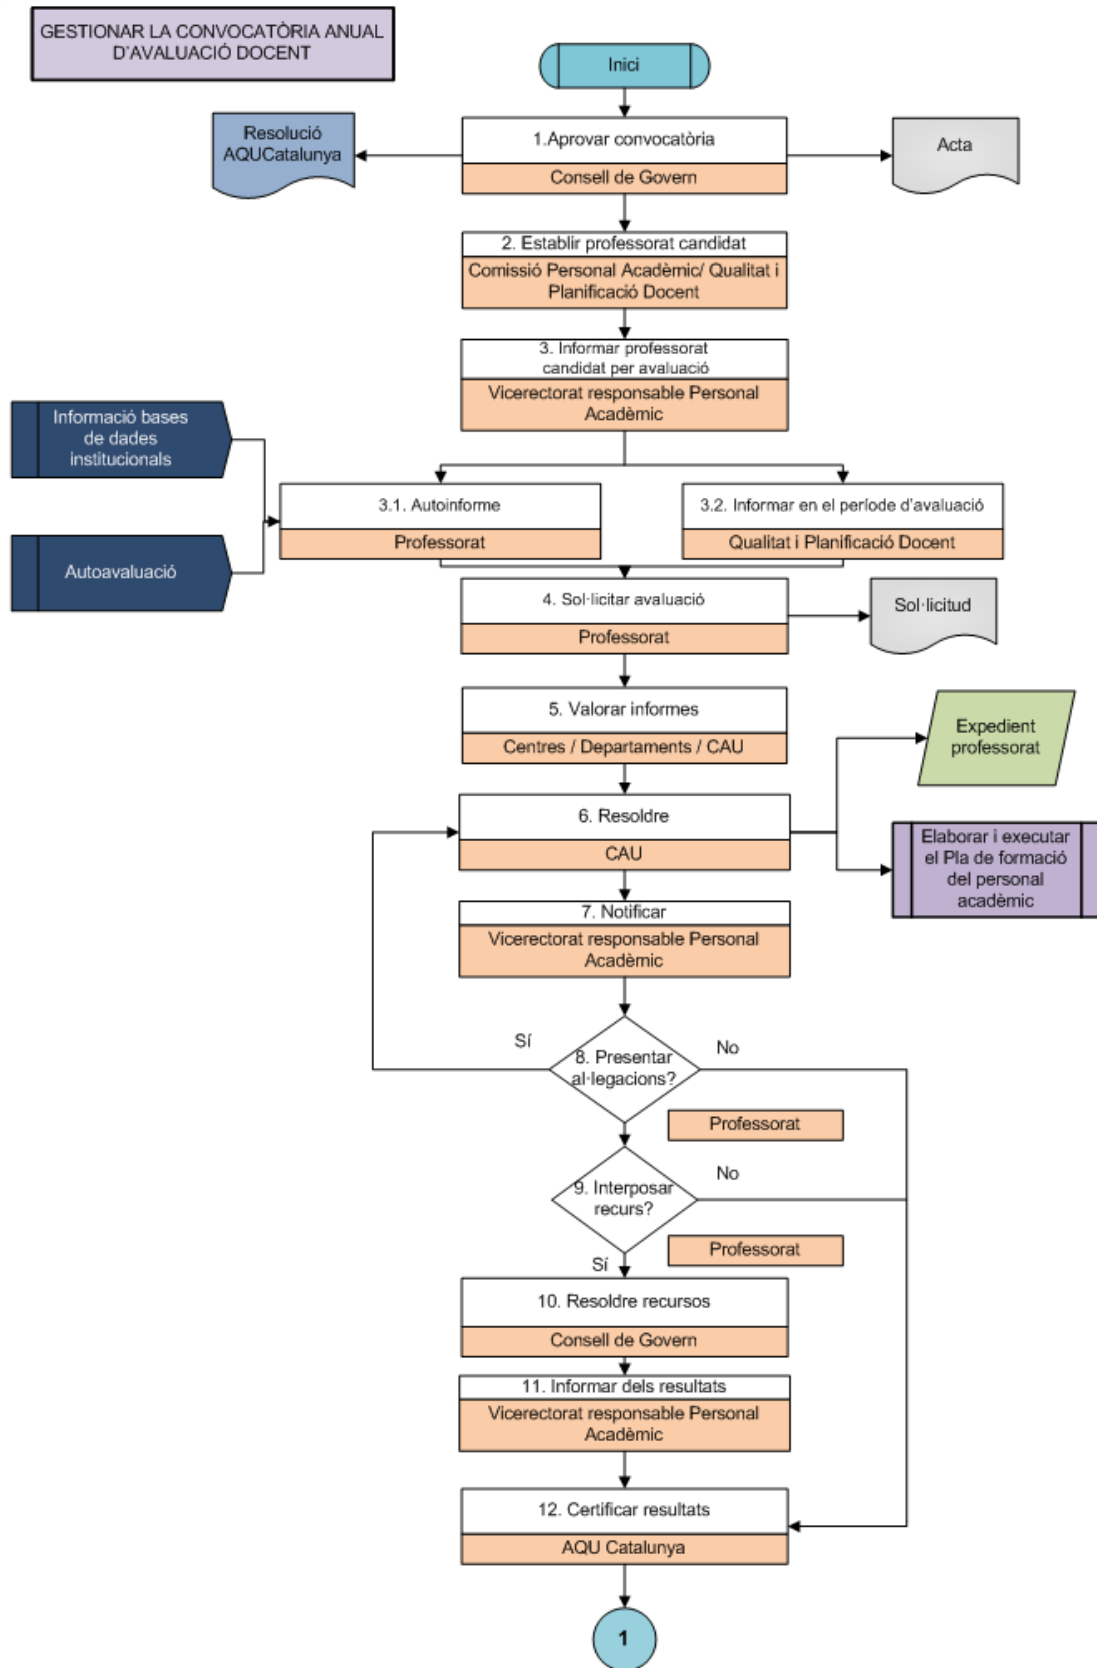 GESTIONAR LA CONVOCATÒRIA ANUAL
D'AVALUACIÓ DOCENT
Inici
Resolució
AQUCatalunya
1.Aprovar convocatòria
Consell de Govern
Acta
2. Establir professorat candidat
Comissió Personal Acadèmic/ Qualitat i
Planificació Docent
3. Informar professorat
candidat per avaluació
Vicerectorat responsable Personal
Acadèmic
Informació bases
de dades
institucionals
Autoavaluació
3.1. Autoinforme
Professorat
3.2. Informar en el període d'avaluació
Qualitat i Planificació Docent
4. Sol·licitar avaluació
Professorat
Sol·licitud
5. Valorar informes
Centres / Departaments / CAU
Expedient
professorat
6. Resoldre
CAU
Elaborar i executar
el Pla de formació
del personal
acadèmic
7. Notificar
Vicerectorat responsable Personal
Acadèmic
Sí
8. Presentar
al·legacions?
No
Professorat
9. Interposar
recurs?
No
Professorat
Sí
10. Resoldre recursos
Consell de Govern
11. Informar dels resultats
Vicerectorat responsable Personal
Acadèmic
12. Certificar resultats
AQU Catalunya
1